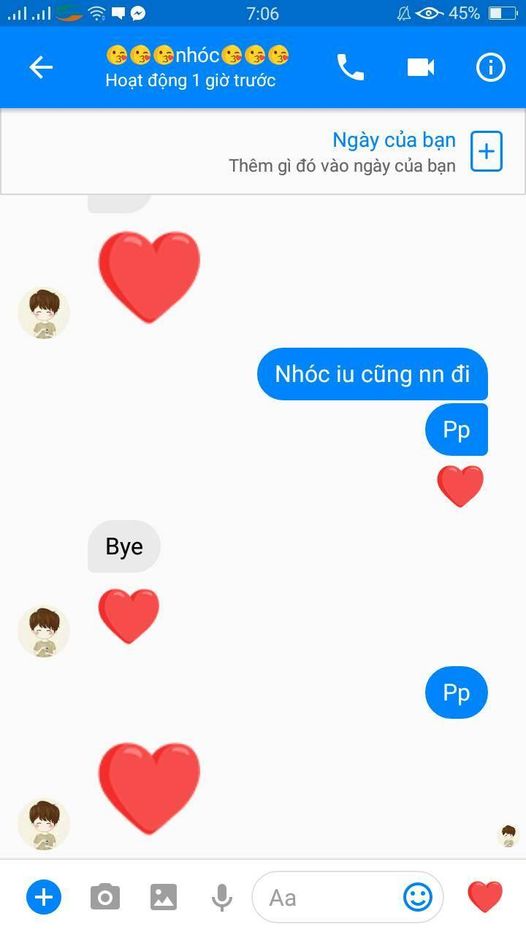 7:06
45%
😘😘😘nhóc😘😘😘
Hoạt động 1 giờ trước
Ngày của bạn
Thêm gì đó vào ngày của bạn
Nhóc iu cũng nn đi
Pp
Bye
Pp
Aa